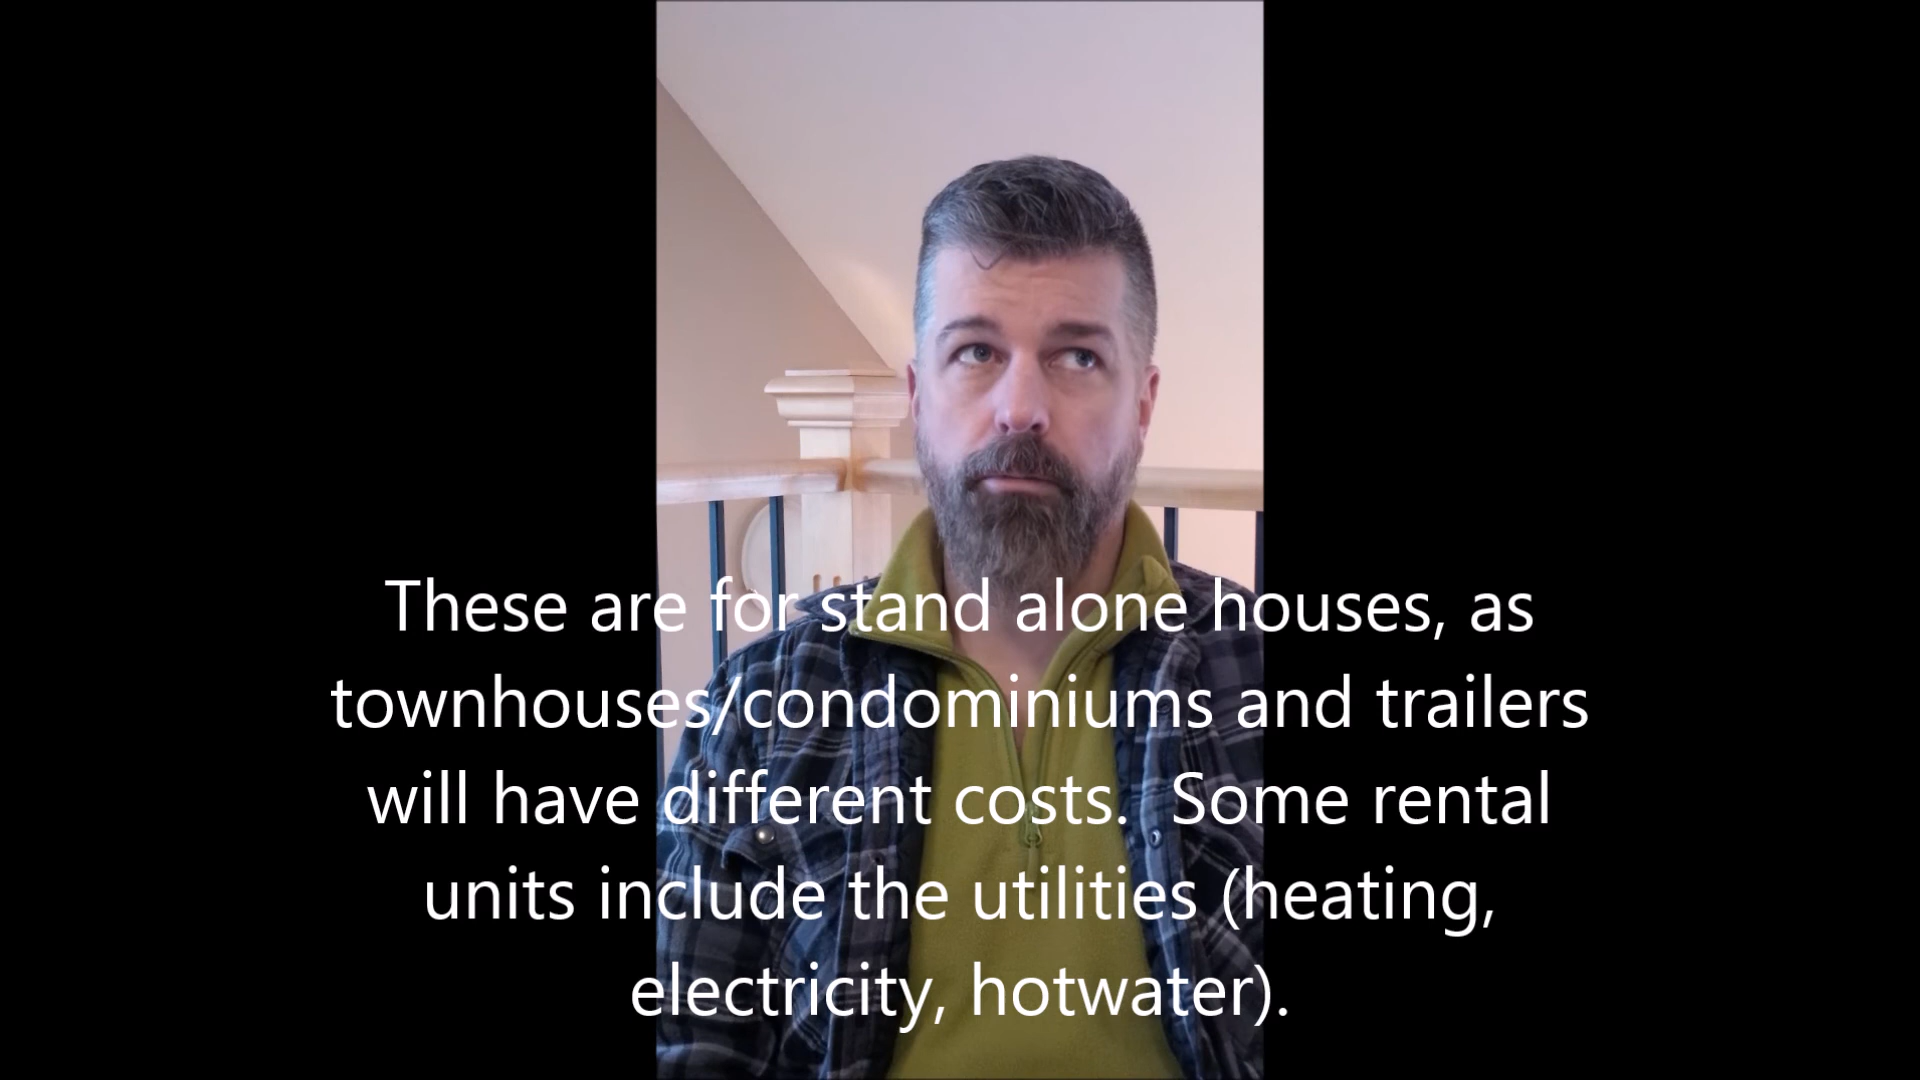 These are for stand alone houses, as
townhouses/condominiums and trailers
will have different costs.  Some rental
units include the utilities (heating,
electricity, hotwater).